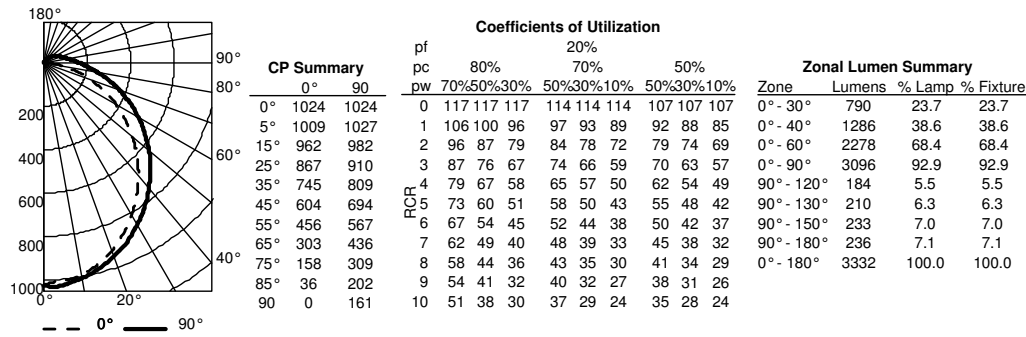 180°
90°
80°
60°
40°
200
400
600
800
1000
0°
20°
0° 90°
CP Summary
0° 90
0° 1024 1024
5° 1009 1027
15° 962 982
25° 867 910
35° 745 809
45° 604 694
55° 456 567
65° 303 436
75° 158 309
85° 36 202
90 0 161
Coefficients of Utilization
pf 20%
pc 80% 70% 50%
pw 70%50%30% 50%30%10% 50%30%10%
RCR
0 117 117 117 114 114 114 107 107 107
1 106 100 96 97 93 89 92 88 85
2 96 87 79 84 78 72 79 74 69
3 87 76 67 74 66 59 70 63 57
4 79 67 58 65 57 50 62 54 49
5 73 60 51 58 50 43 55 48 42
6 67 54 45 52 44 38 50 42 37
7 62 49 40 48 39 33 45 38 32
8 58 44 36 43 35 30 41 34 29
9 54 41 32 40 32 27 38 31 26
10 51 38 30 37 29 24 35 28 24
Zonal Lumen Summary
Zone Lumens % Lamp % Fixture
0° - 30° 790 23.7 23.7
0° - 40° 1286 38.6 38.6
0° - 60° 2278 68.4 68.4
0° - 90° 3096 92.9 92.9
90° - 120° 184 5.5 5.5
90° - 130° 210 6.3 6.3
90° - 150° 233 7.0 7.0
90° - 180° 236 7.1 7.1
0° - 180° 3332 100.0 100.0